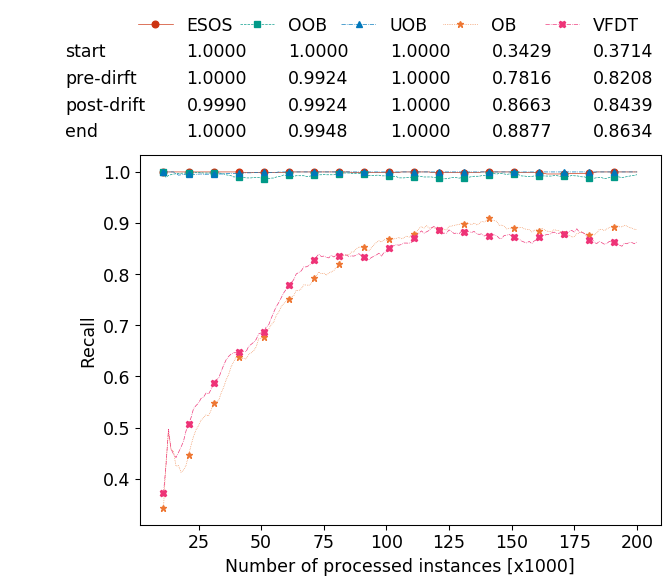 ESOS OOB UOB OB VFDT
start 1.0000 1.0000 1.0000 0.3429 0.3714
pre-dirft 1.0000 0.9924 1.0000 0.7816 0.8208
post-drift 0.9990 0.9924 1.0000 0.8663 0.8439
end 1.0000 0.9948 1.0000 0.8877 0.8634
1.0
0.9
0.8
0.7
0.6
0.5
0.4
Recall
25 50 75 100 125 150 175 200
Number of processed instances [x1000]